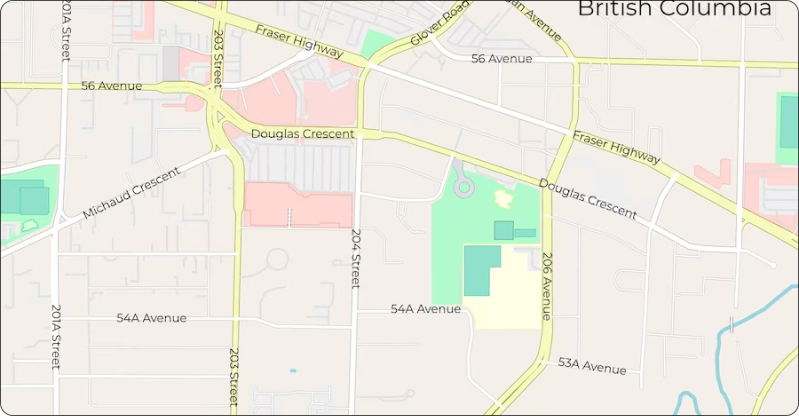 British Columbia
201A Street
203 Street
Fraser Highway
Glover Road
an Avenue
56 Avenue
56 Avenue
Douglas Crescent
Fraser Highway
Michaud Crescent
Douglas Crescent
204 Street
206 Avenue
54A Avenue
54A Avenue
201A Street
203 Street
53A Avenue